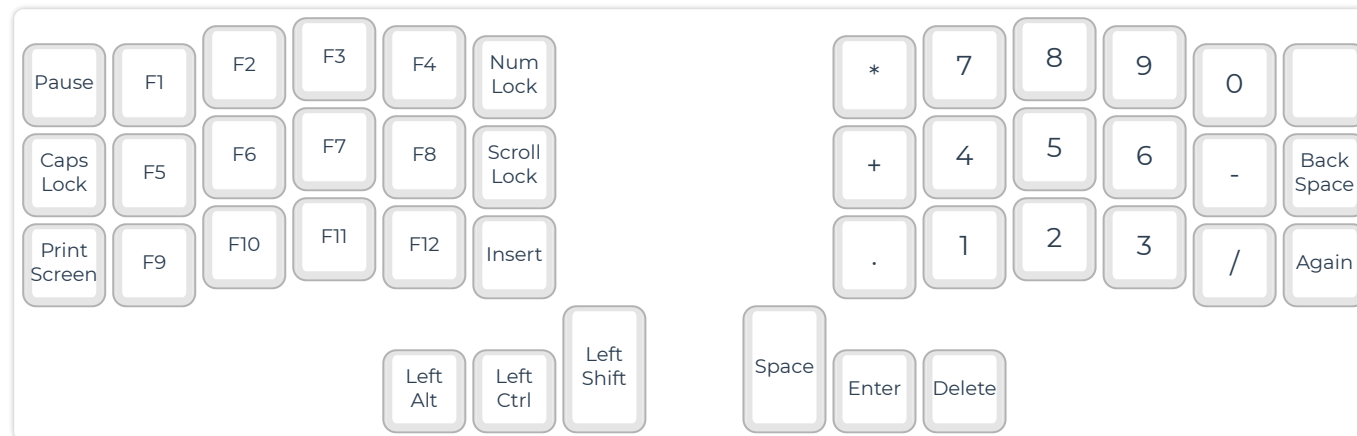 Pause F1 F2 F3 F4 Num Lock * 7 8 9 0
Caps Lock F5 F6 F7 F8 Scroll Lock + 4 5 6 - Back Space
Print Screen F9 F10 F11 F12 Insert . 1 2 3 / Again
Left Alt Left Ctrl Left Shift Space Enter Delete